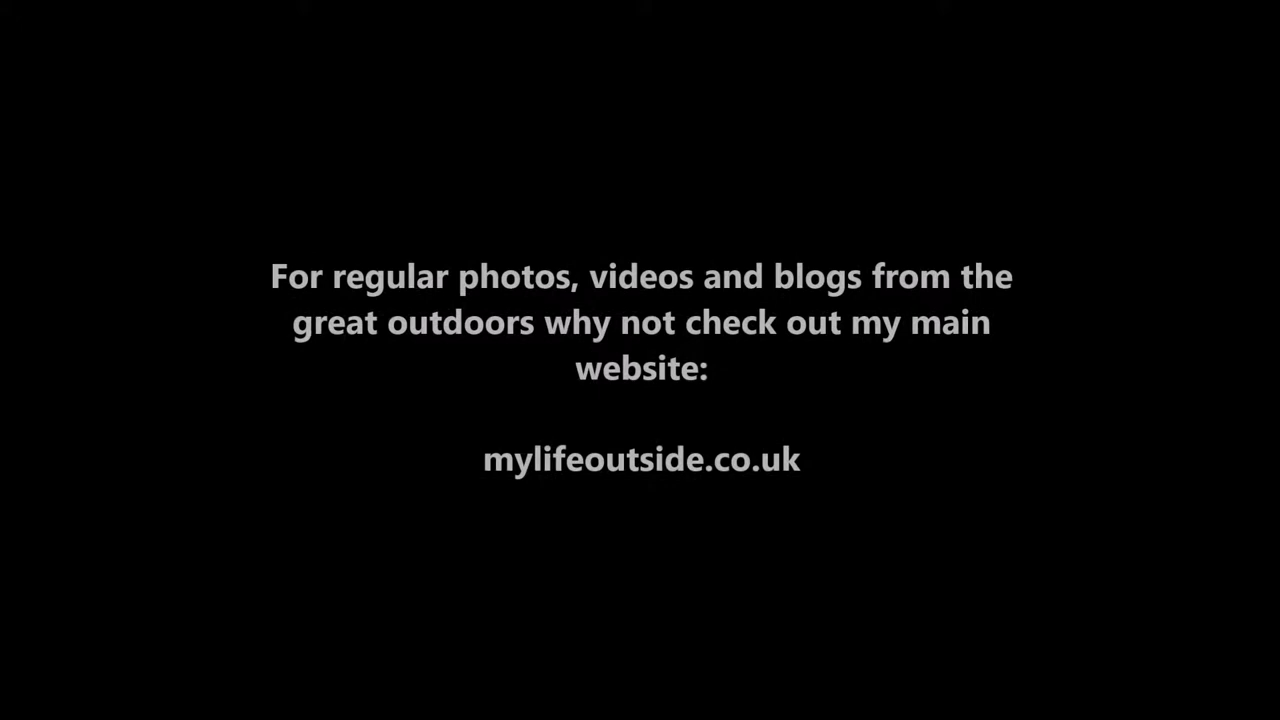 For regular photos, videos and blogs from the
great outdoors why not check out my main
website:
mylifeoutside.co.uk